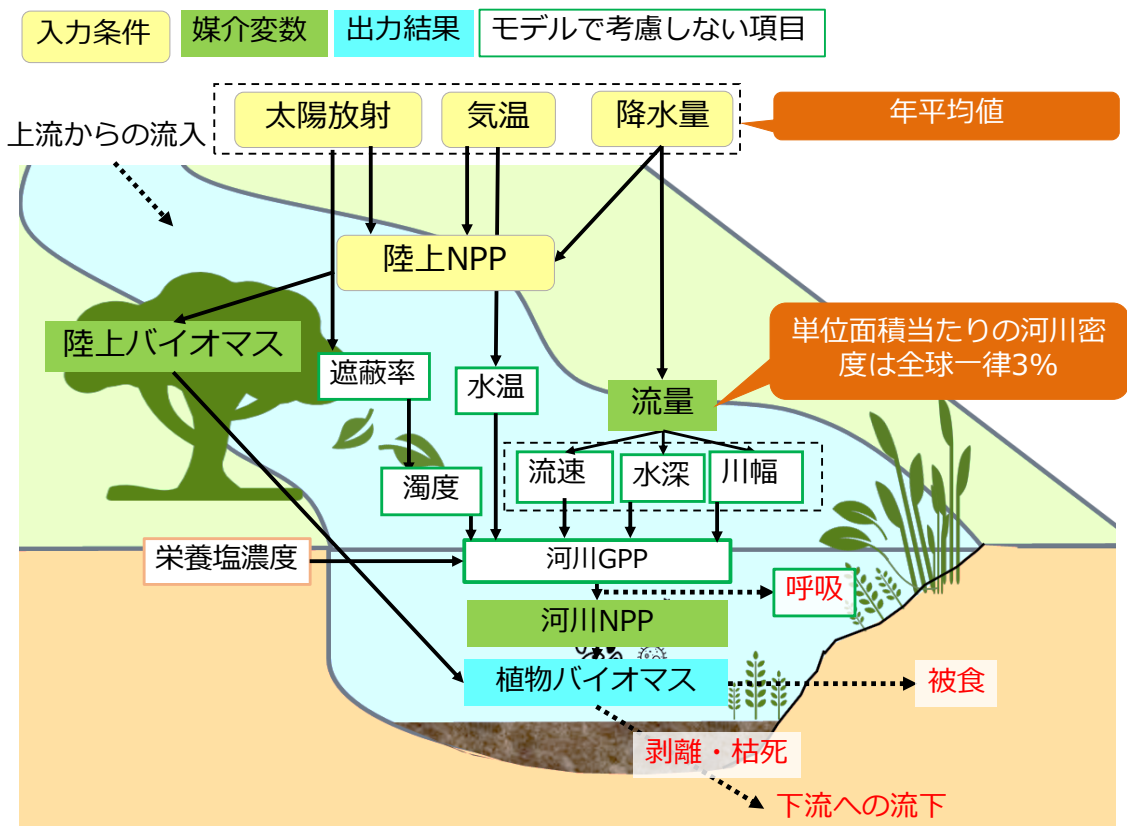 入力条件
媒介変数
出力結果
モデルで考慮しない項目
太陽放射
気温
降水量
年平均値
上流からの流入
陸上NPP
陸上バイオマス
遮蔽率
水温
流量
単位面積当たりの河川密
度は全球一律3%
濁度
流速
水深
川幅
栄養塩濃度
河川GPP
呼吸
河川NPP
植物バイオマス
被食
剥離・枯死
下流への流下